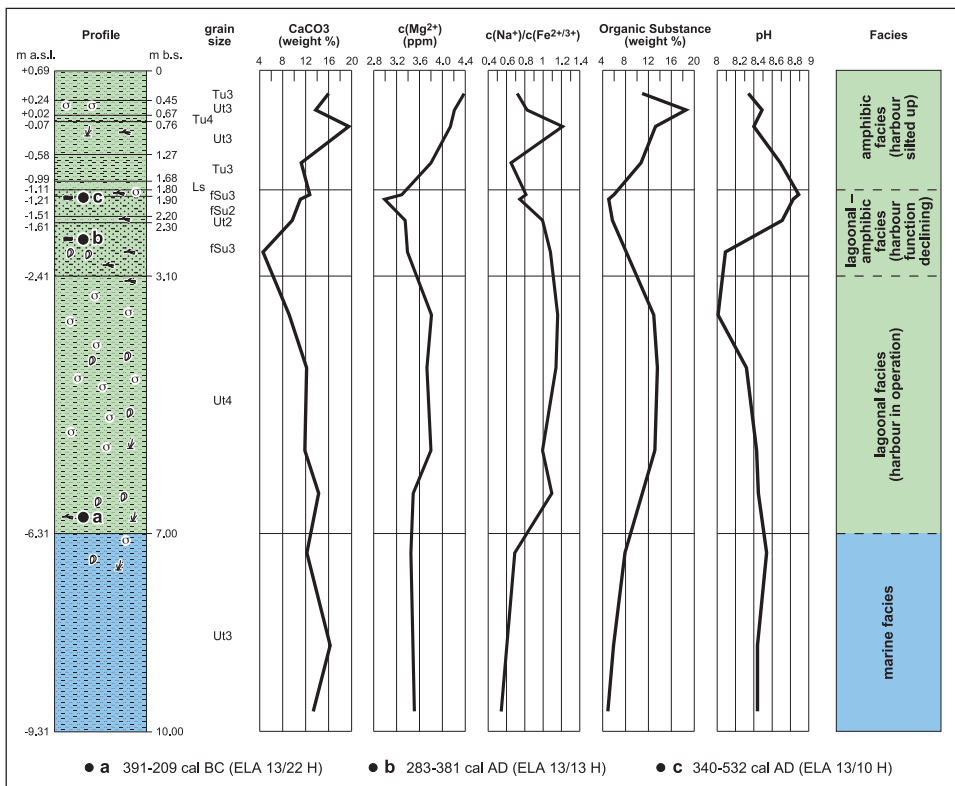 Profile
grain size
CaCO3 (weight %)
c(Mg²⁺) (ppm)
c(Na⁺)/c(Fe²⁺/³⁺)
Organic Substance (weight %)
pH
Facies
m a.s.l.
m b.s.
4 8 12 16 20
2.8 3.2 3.6 4.0 4.4
0.4 0.6 0.8 1 1.2 1.4
4 8 12 16 20
8 8.2 8.4 8.6 8.8 9
+0.69 0
+0.24 0.45
+0.02 0.67
-0.07 0.76
-0.58 1.27
-0.99 1.68
-1.11 1.80
-1.21 1.90
-1.51 2.20
-1.61 2.30
-2.41 3.10
-6.31 7.00
-9.31 10.00
c
b
a
Tu3
Ut3
Tu4
Ut3
Tu3
Ls
fSu3
fSu2
Ut2
fSu3
Ut4
Ut3
amphibic
facies
(harbour
silted up)
lagoonal –
amphibic
facies
(harbour
function
declining)
lagoonal facies
(harbour in operation)
marine facies
● a 391-209 cal BC (ELA 13/22 H) ● b 283-381 cal AD (ELA 13/13 H) ● c 340-532 cal AD (ELA 13/10 H)